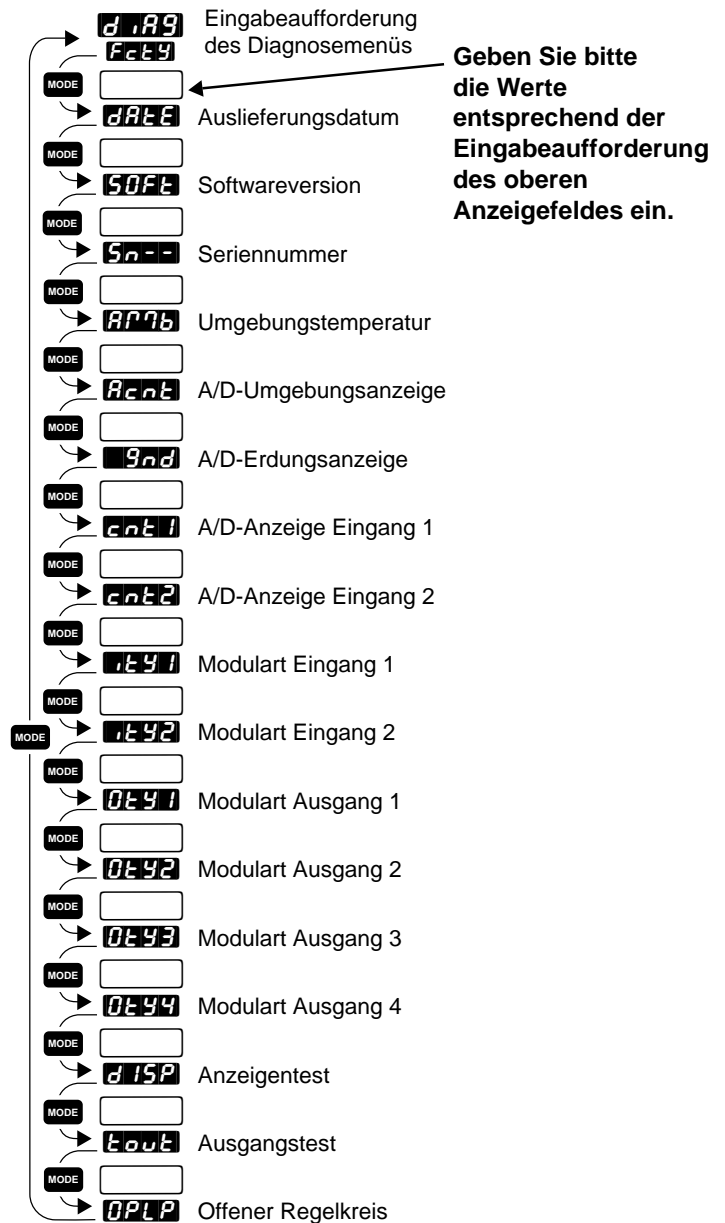 d iAg
Eingabeaufforderung
des Diagnosemenüs
Fcty
Geben Sie bitte
die Werte
entsprechend der
Eingabeaufforderung
des oberen
Anzeigefeldes ein.
MODE
dAtE Auslieferungsdatum
MODE
SOFt Softwareversion
MODE
Sn-- Seriennummer
MODE
AMb Umgebungstemperatur
MODE
Acnt A/D-Umgebungsanzeige
MODE
gnd A/D-Erdungsanzeige
MODE
cnt1 A/D-Anzeige Eingang 1
MODE
cnt2 A/D-Anzeige Eingang 2
MODE
ity1 Modulart Eingang 1
MODE
ity2 Modulart Eingang 2
MODE
MODE
Oty1 Modulart Ausgang 1
MODE
Oty2 Modulart Ausgang 2
MODE
Oty3 Modulart Ausgang 3
MODE
Oty4 Modulart Ausgang 4
MODE
dISP Anzeigentest
MODE
tout Ausgangstest
MODE
OPLP Offener Regelkreis